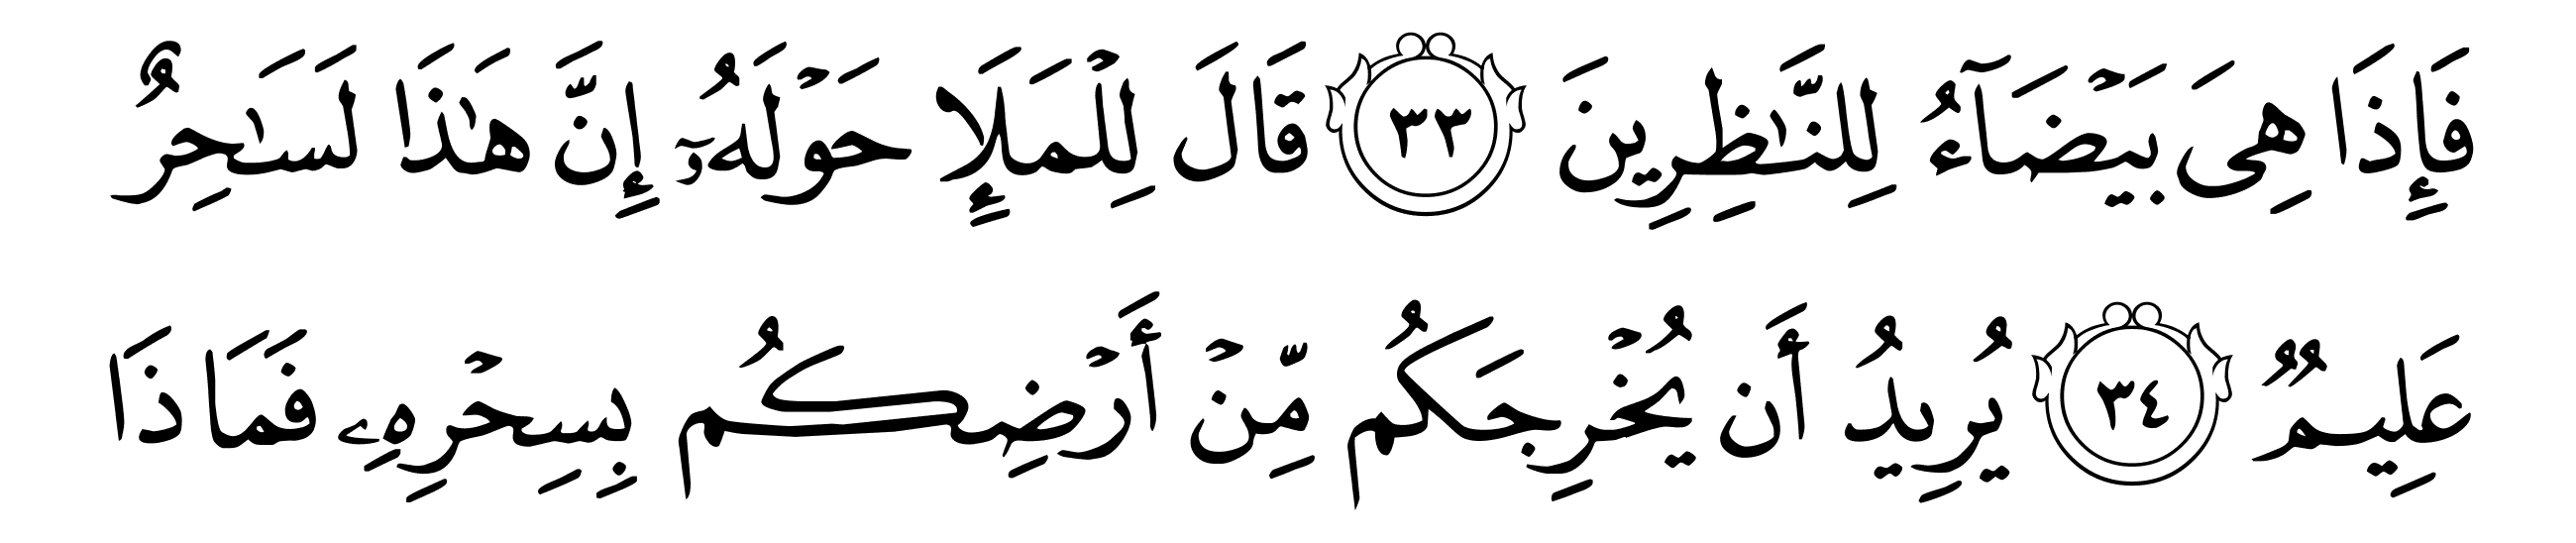 فَإِذَا هِىَ بَيْضَآءُ لِلنَّـٰظِرِينَ ٣٣ قَالَ لِلْمَلَإِ حَوْلَهُۥٓ إِنَّ هَـٰذَا لَسَـٰحِرٌ
عَلِيمٌ ٣٤ يُرِيدُ أَن يُخْرِجَكُم مِّنْ أَرْضِكُم بِسِحْرِهِۦ فَمَاذَا